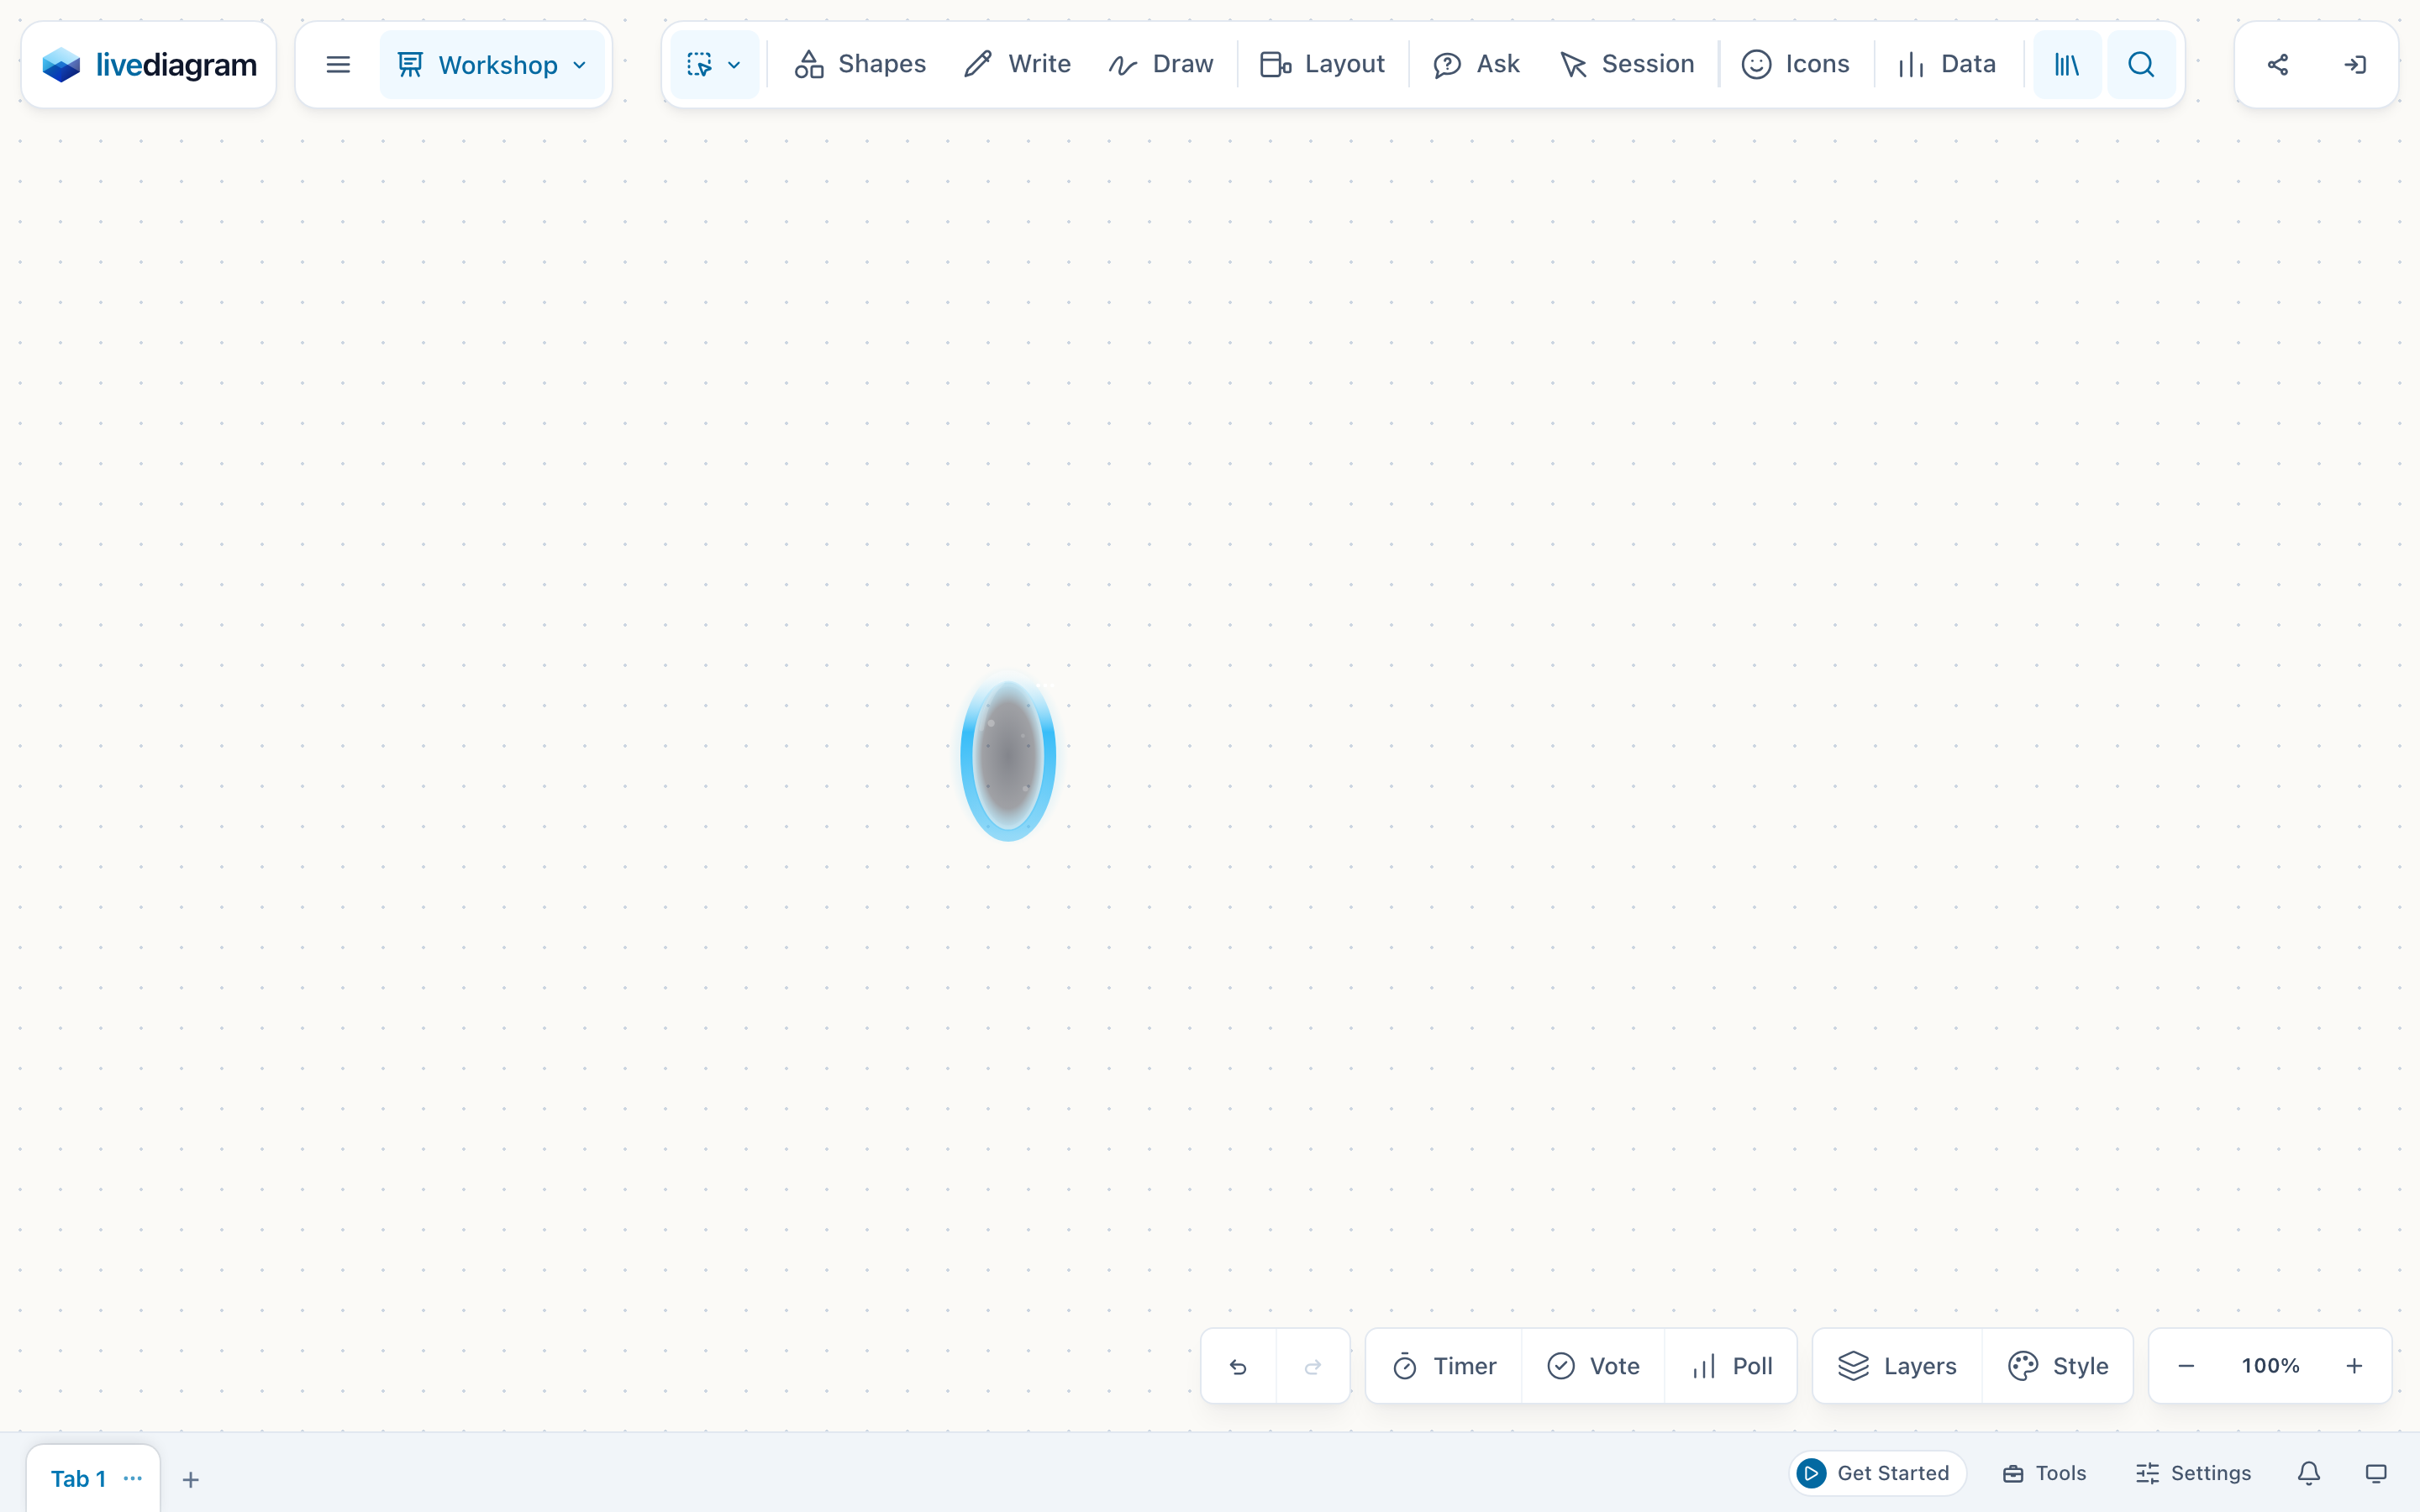 livediagram
Workshop
Shapes
Write
Draw
Layout
Ask
Session
Icons
Data
Timer
Vote
Poll
Layers
Style
100%
Tab 1
Get Started
Tools
Settings